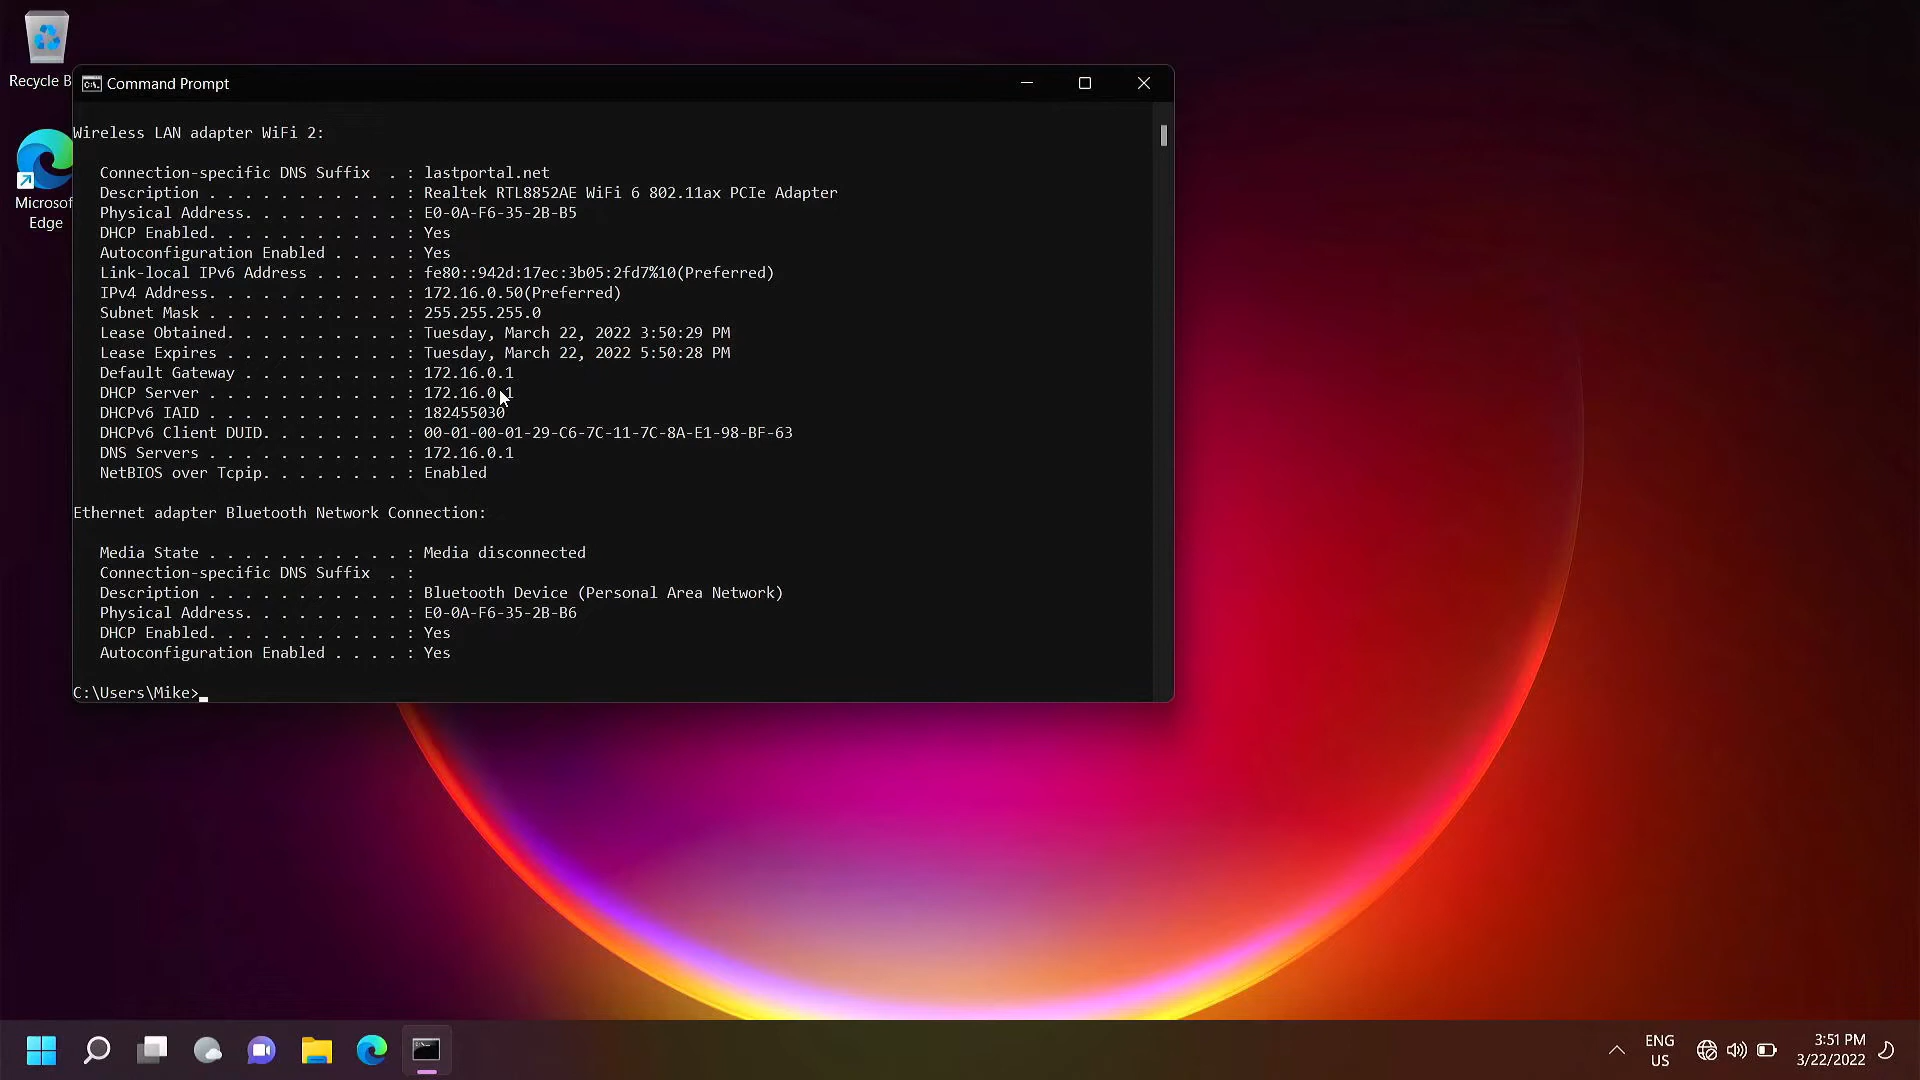 Recycle B
Microsof
Edge
Command Prompt
Wireless LAN adapter WiFi 2:
Connection-specific DNS Suffix  . : lastportal.net
Description . . . . . . . . . . . : Realtek RTL8852AE WiFi 6 802.11ax PCIe Adapter
Physical Address. . . . . . . . . : E0-0A-F6-35-2B-B5
DHCP Enabled. . . . . . . . . . . : Yes
Autoconfiguration Enabled . . . . : Yes
Link-local IPv6 Address . . . . . : fe80::942d:17ec:3b05:2fd7%10(Preferred)
IPv4 Address. . . . . . . . . . . : 172.16.0.50(Preferred)
Subnet Mask . . . . . . . . . . . : 255.255.255.0
Lease Obtained. . . . . . . . . . : Tuesday, March 22, 2022 3:50:29 PM
Lease Expires . . . . . . . . . . : Tuesday, March 22, 2022 5:50:28 PM
Default Gateway . . . . . . . . . : 172.16.0.1
DHCP Server . . . . . . . . . . . : 172.16.0.1
DHCPv6 IAID . . . . . . . . . . . : 182455030
DHCPv6 Client DUID. . . . . . . . : 00-01-00-01-29-C6-7C-11-7C-8A-E1-98-BF-63
DNS Servers . . . . . . . . . . . : 172.16.0.1
NetBIOS over Tcpip. . . . . . . . : Enabled
Ethernet adapter Bluetooth Network Connection:
Media State . . . . . . . . . . . : Media disconnected
Connection-specific DNS Suffix  . :
Description . . . . . . . . . . . : Bluetooth Device (Personal Area Network)
Physical Address. . . . . . . . . : E0-0A-F6-35-2B-B6
DHCP Enabled. . . . . . . . . . . : Yes
Autoconfiguration Enabled . . . . : Yes
C:\Users\Mike>
ENG
US
3:51 PM
3/22/2022